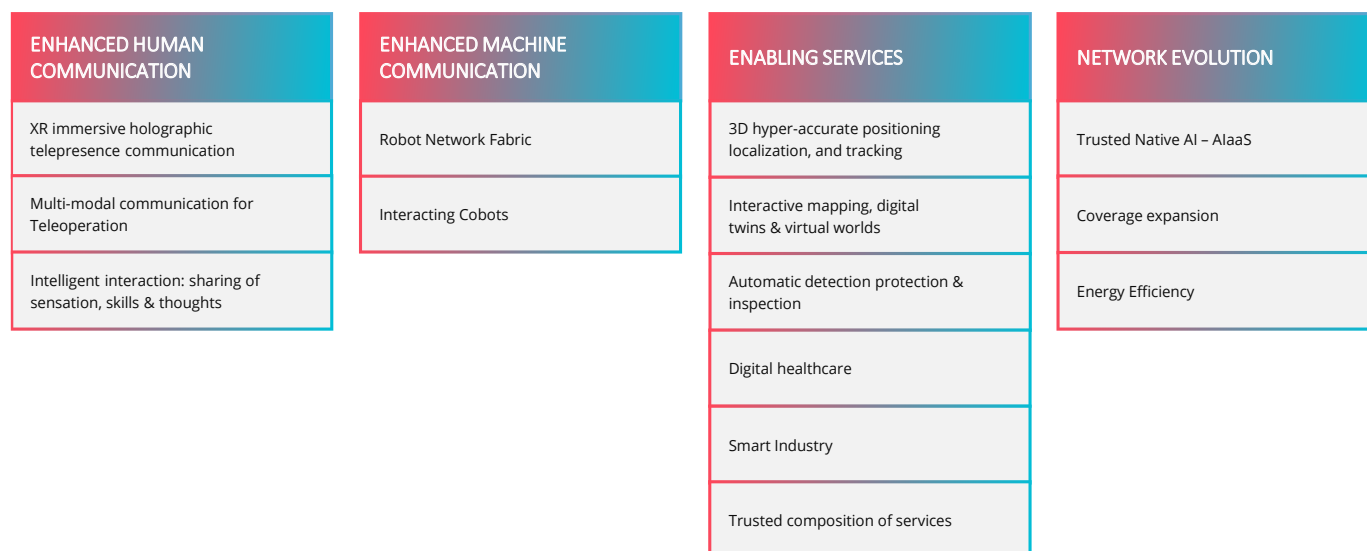 ENHANCED HUMAN
COMMUNICATION
XR immersive holographic
telepresence communication
Multi-modal communication for
Teleoperation
Intelligent interaction: sharing of
sensation, skills & thoughts
ENHANCED MACHINE
COMMUNICATION
Robot Network Fabric
Interacting Cobots
ENABLING SERVICES
3D hyper-accurate positioning
localization, and tracking
Interactive mapping, digital
twins & virtual worlds
Automatic detection protection &
inspection
Digital healthcare
Smart Industry
Trusted composition of services
NETWORK EVOLUTION
Trusted Native AI – AIaaS
Coverage expansion
Energy Efficiency